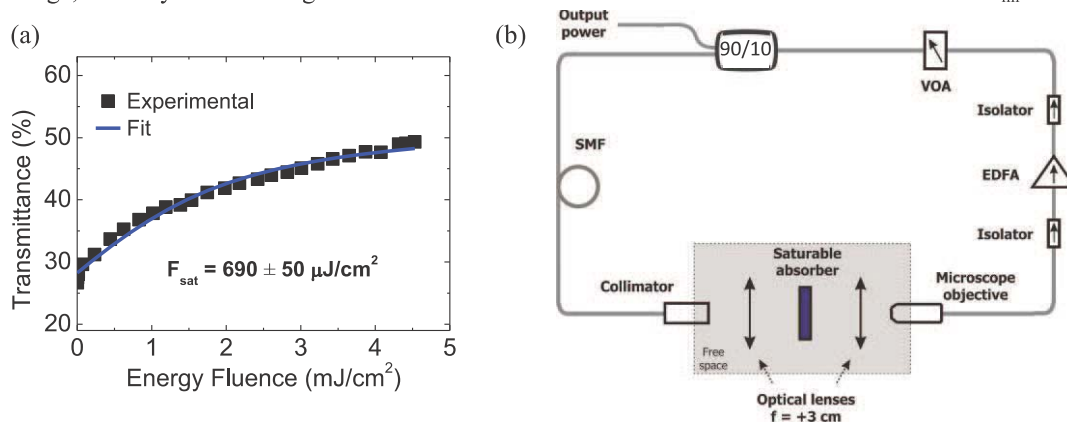 (a)
60
50
40
30
20
Transmittance (%)
Experimental
Fit
F_sat = 690 ± 50 μJ/cm²
0 1 2 3 4 5
Energy Fluence (mJ/cm²)
(b)
Output
power
90/10
VOA
Isolator
SMF
EDFA
Isolator
Saturable
absorber
Collimator
Microscope
objective
Free
space
Optical lenses
f = +3 cm